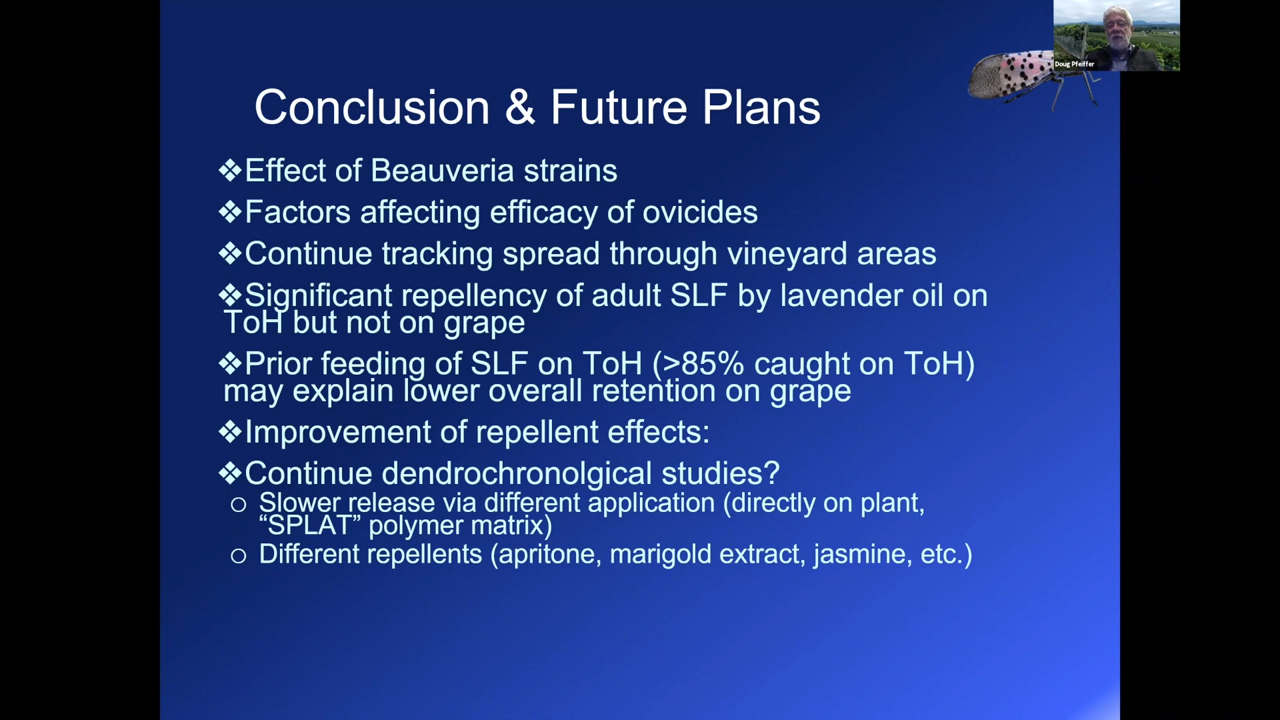 Doug Pfeiffer
Conclusion & Future Plans
❖Effect of Beauveria strains
❖Factors affecting efficacy of ovicides
❖Continue tracking spread through vineyard areas
❖Significant repellency of adult SLF by lavender oil on
ToH but not on grape
❖Prior feeding of SLF on ToH (>85% caught on ToH)
may explain lower overall retention on grape
❖Improvement of repellent effects:
❖Continue dendrochronolgical studies?
○ Slower release via different application (directly on plant,
“SPLAT” polymer matrix)
○ Different repellents (apritone, marigold extract, jasmine, etc.)